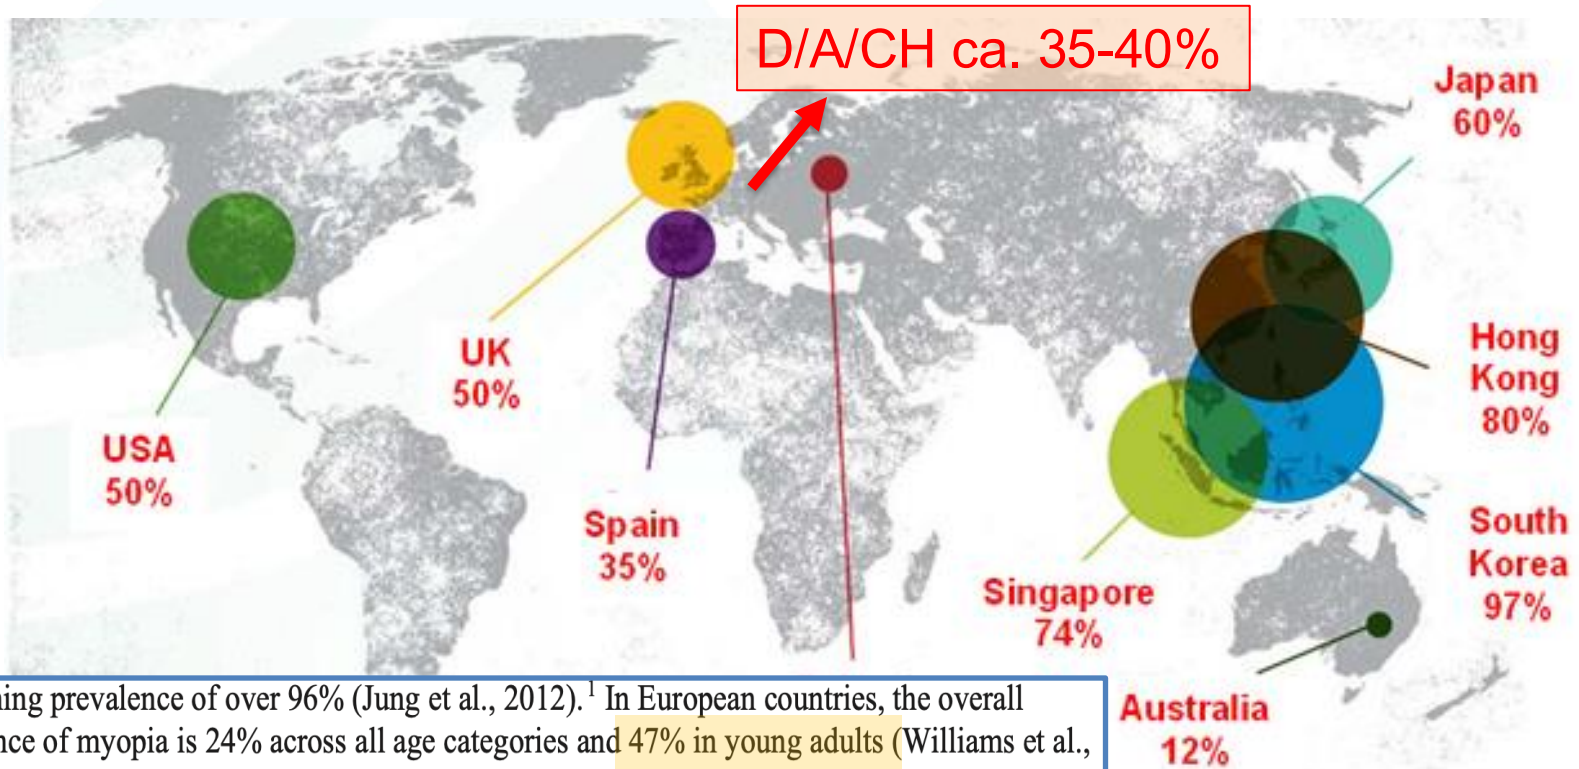 D/A/CH ca. 35-40%
Japan
60%
UK
50%
Hong
Kong
80%
USA
50%
Spain
35%
South
Korea
97%
Singapore
74%
Australia
12%
ning prevalence of over 96% (Jung et al., 2012).¹ In European countries, the overall
nce of myopia is 24% across all age categories and 47% in young adults (Williams et al.,